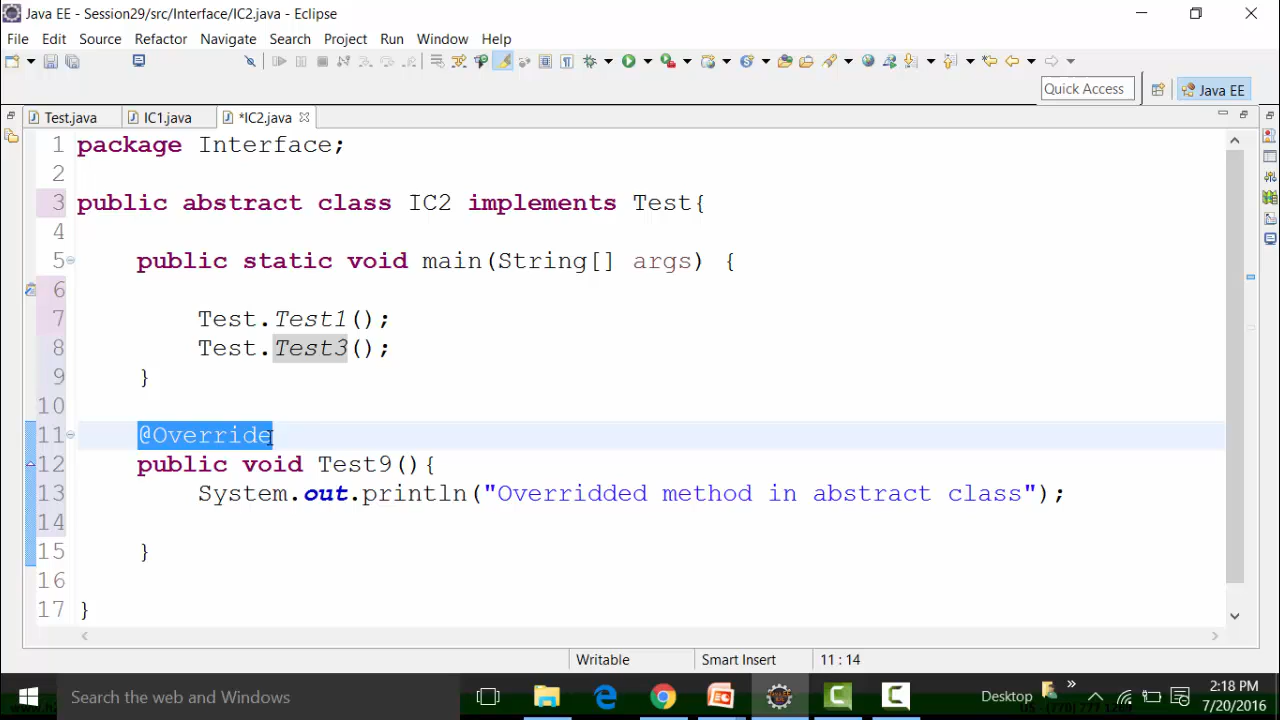 Java EE - Session29/src/Interface/IC2.java - Eclipse
File Edit Source Refactor Navigate Search Project Run Window Help
Quick Access Java EE
Test.java IC1.java *IC2.java
1 package Interface;
2
3 public abstract class IC2 implements Test{
4
5 public static void main(String[] args) {
6
7 Test.Test1();
8 Test.Test3();
9 }
10
11 @Override
12 public void Test9(){
13 System.out.println("Overridded method in abstract class");
14
15 }
16
17 }
Writable Smart Insert 11 : 14
Search the web and Windows
Desktop
2:18 PM
7/20/2016